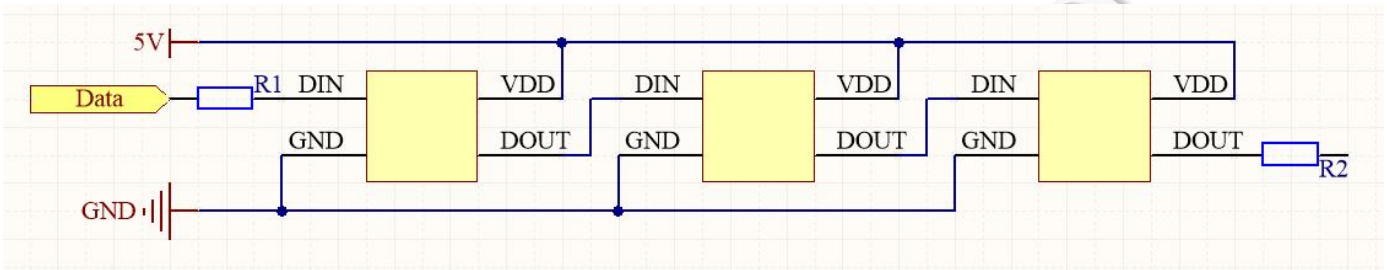 5V
Data
R1 DIN VDD DIN VDD DIN VDD
GND DOUT GND DOUT GND DOUT
R2
GND